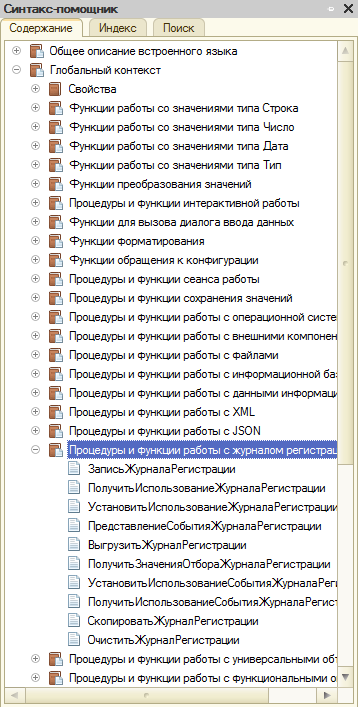 Синтакс-помощник
Содержание Индекс Поиск
Общее описание встроенного языка
Глобальный контекст
Свойства
Функции работы со значениями типа Строка
Функции работы со значениями типа Число
Функции работы со значениями типа Дата
Функции работы со значениями типа Тип
Функции преобразования значений
Процедуры и функции интерактивной работы
Функции для вызова диалога ввода данных
Функции форматирования
Функции обращения к конфигурации
Процедуры и функции сеанса работы
Процедуры и функции сохранения значений
Процедуры и функции работы с операционной систе
Процедуры и функции работы с внешними компонен
Процедуры и функции работы с файлами
Процедуры и функции работы с информационной ба
Процедуры и функции работы с данными информаци
Процедуры и функции работы с XML
Процедуры и функции работы с JSON
Процедуры и функции работы с журналом регистрац
ЗаписьЖурналаРегистрации
ПолучитьИспользованиеЖурналаРегистрации
УстановитьИспользованиеЖурналаРегистрации
ПредставлениеСобытияЖурналаРегистрации
ВыгрузитьЖурналРегистрации
ПолучитьЗначенияОтбораЖурналаРегистрации
УстановитьИспользованиеСобытияЖурналаРегист
ПолучитьИспользованиеСобытияЖурналаРегист
СкопироватьЖурналРегистрации
ОчиститьЖурналРегистрации
Процедуры и функции работы с универсальными об
Процедуры и функции работы с функциональными о